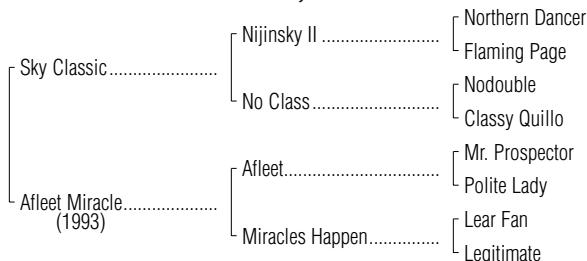 Northern Dancer
Nijinsky II
Flaming Page
Sky Classic
Nodouble
No Class
Classy Quillo
Mr. Prospector
Afleet
Polite Lady
Afleet Miracle
(1993)
Lear Fan
Miracles Happen
Legitimate